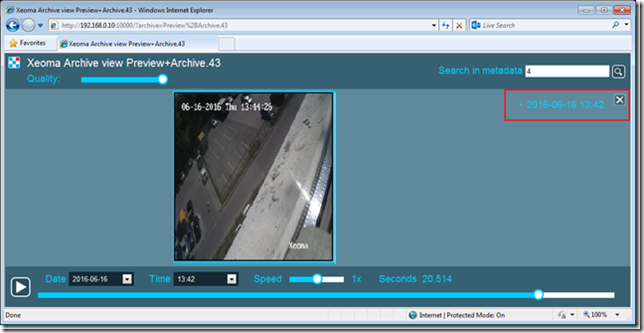 Xeoma Archive view Preview+Archive.43 - Windows Internet Explorer
http://192.168.0.10:10090/?archive=Preview%2BArchive.43
Live Search
Favorites
Xeoma Archive view Preview+Archive.43
Xeoma Archive view Preview+Archive.43
Search in metadata 4
Quality:
• 2016-06-16 13:42
06-16-2016 Thu 13:44:25
Xeoma
Date 2016-06-16 Time 13:42 Speed 1x Seconds 20.514
Done Internet | Protected Mode: On 100%